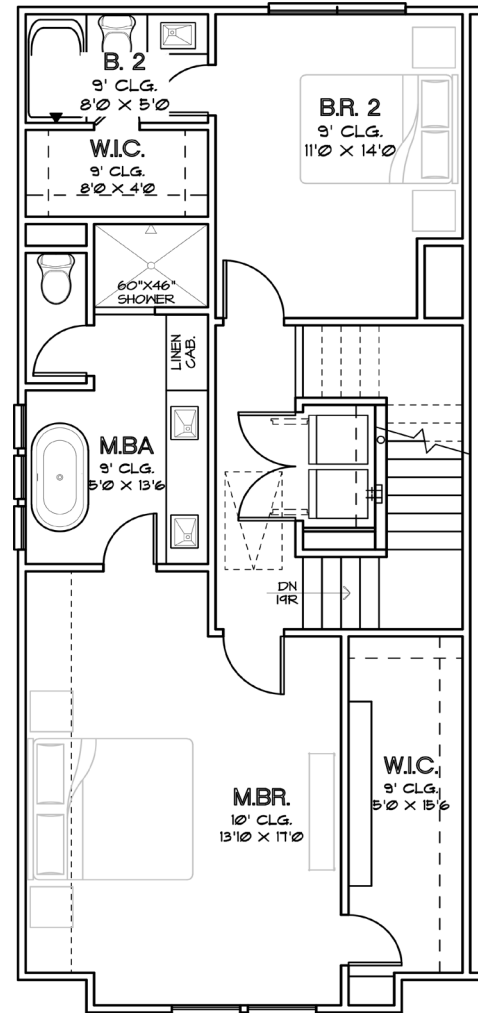 B. 2
9' CLG.
8'0 X 5'0
B.R. 2
9' CLG.
11'0 X 14'0
W.I.C.
9' CLG.
8'0 X 4'0
60"X46"
SHOWER
LINEN
CAB.
M.BA
9' CLG.
5'0 X 13'6
DN
19R
M.BR.
10' CLG.
13'10 X 17'0
W.I.C.
9' CLG.
5'0 X 15'6